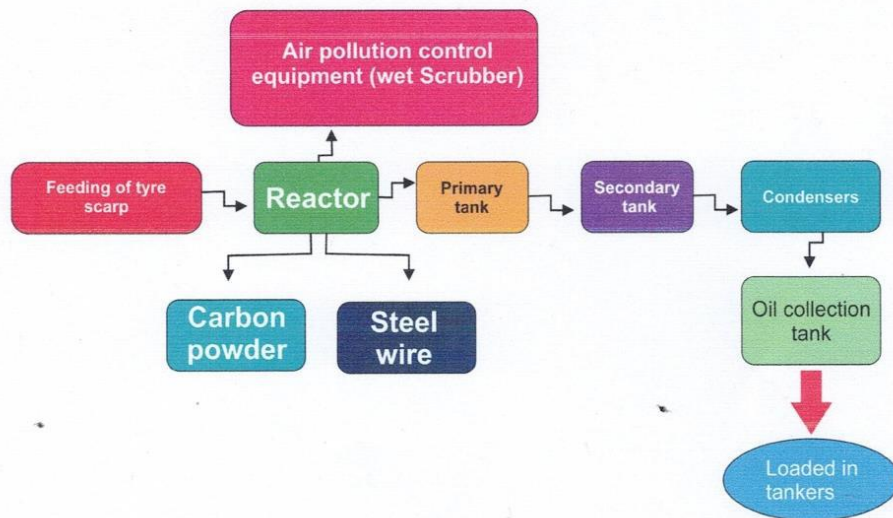 Air pollution control
equipment (wet Scrubber)
Feeding of tyre
scarp
Reactor
Primary
tank
Secondary
tank
Condensers
Carbon
powder
Steel
wire
Oil collection
tank
Loaded in
tankers